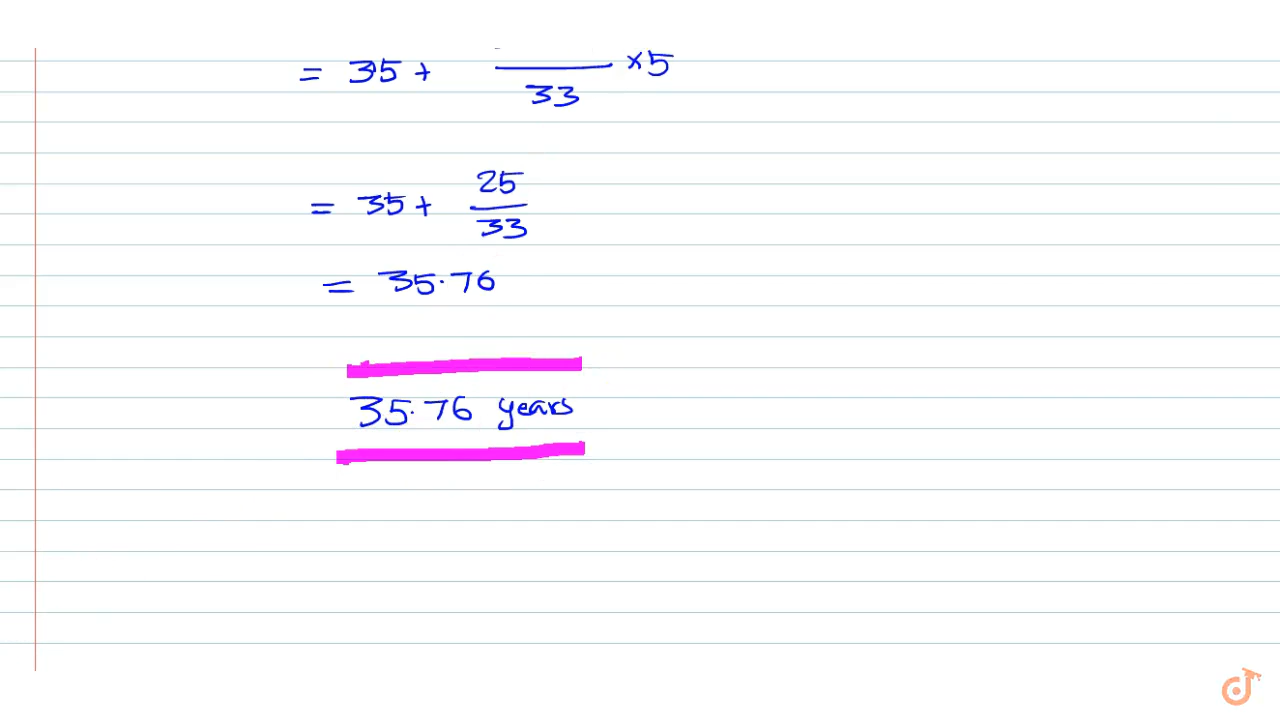 = 35 + ‾/33 × 5
= 35 + 25/33
= 35.76
35.76 years